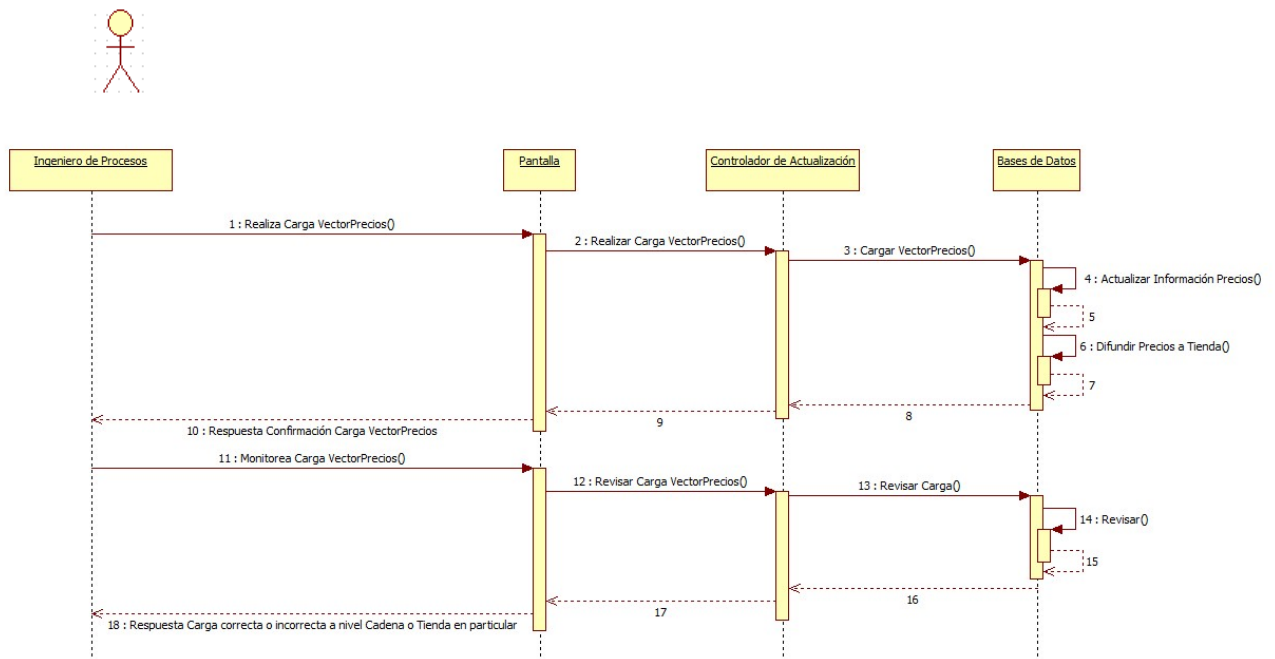 Ingeniero de Procesos
Pantalla
Controlador de Actualización
Bases de Datos
1 : Realiza Carga VectorPrecios()
2 : Realizar Carga VectorPrecios()
3 : Cargar VectorPrecios()
4 : Actualizar Información Precios()
5
6 : Difundir Precios a Tienda()
7
8
9
10 : Respuesta Confirmación Carga VectorPrecios
11 : Monitorea Carga VectorPrecios()
12 : Revisar Carga VectorPrecios()
13 : Revisar Carga()
14 : Revisar()
15
16
17
18 : Respuesta Carga correcta o incorrecta a nivel Cadena o Tienda en particular